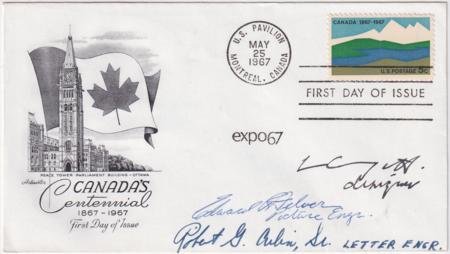 U.S. PAVILION
MAY
25
1967
MONTREAL, CANADA
CANADA 1867-1967
U.S. POSTAGE 5c
FIRST DAY OF ISSUE
expo67
PEACE TOWER PARLIAMENT BUILDING - OTTAWA
CANADA'S
Centennial
1867-1967
First Day of Issue
Designer
Edward R. Felver
Picture Engr.
Robert G. Sr. LETTER ENGR.